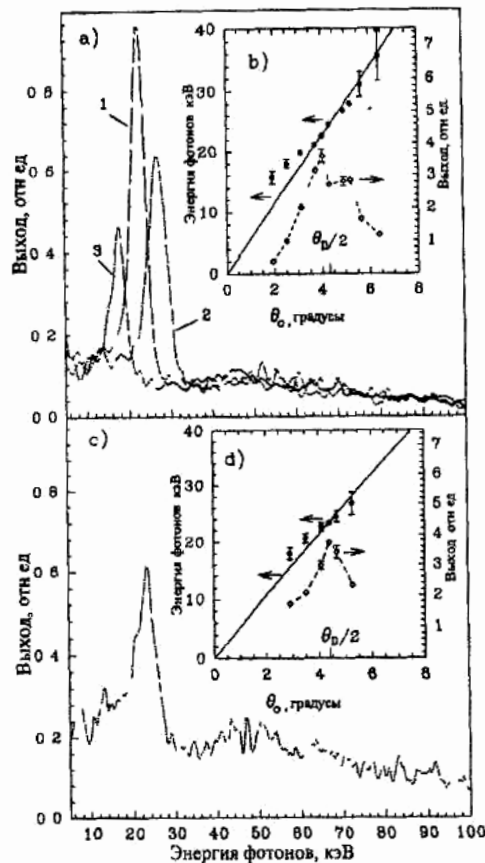 a)
b)
Выход, отн ед
0 8
0 6
0 4
0 2
0 0
1
2
3
Энергия фотонов кэВ
40
30
20
10
0
7
6
5
4
3
2
1
Выход, отн ед
θD/2
0 2 4 6 8
θo, градусы
c)
d)
Выход, отн ед
0 8
0 6
0 4
0 2
0 0
Энергия фотонов кэВ
40
30
20
10
0
7
6
5
4
3
2
1
Выход отн ед
θD/2
0 2 4 6 8
θo, градусы
10 20 30 40 50 60 70 80 90 100
Энергия фотонов, кэВ